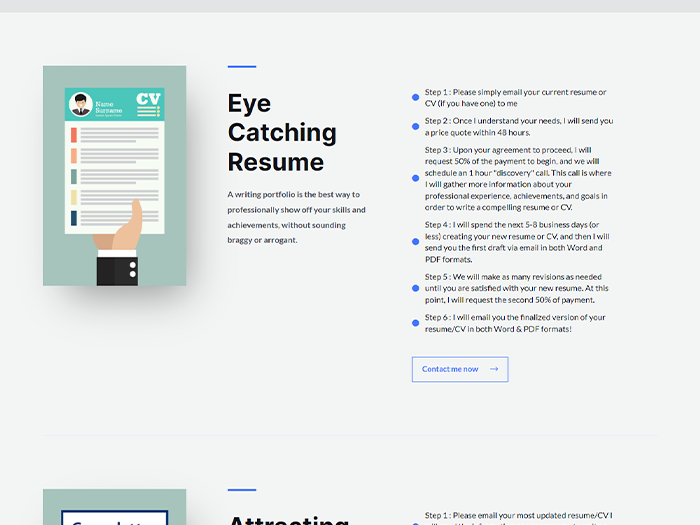 CV
Name
Surname
Eye
Catching
Resume
A writing portfolio is the best way to
professionally show off your skills and
achievements, without sounding
braggy or arrogant.
Step 1 : Please simply email your current resume or
CV (if you have one) to me
Step 2 : Once I understand your needs, I will send you
a price quote within 48 hours.
Step 3 : Upon your agreement to proceed, I will
request 50% of the payment to begin, and we will
schedule an 1 hour "discovery" call. This call is where
I will gather more information about your
professional experience, achievements, and goals in
order to write a compelling resume or CV.
Step 4 : I will spend the next 5-8 business days (or
less) creating your new resume or CV, and then I will
send you the first draft via email in both Word and
PDF formats.
Step 5 : We will make as many revisions as needed
until you are satisfied with your new resume. At this
point, I will request the second 50% of payment.
Step 6 : I will email you the finalized version of your
resume/CV in both Word & PDF formats!
Contact me now →
Attracting
Step 1 : Please email your most updated resume/CV I